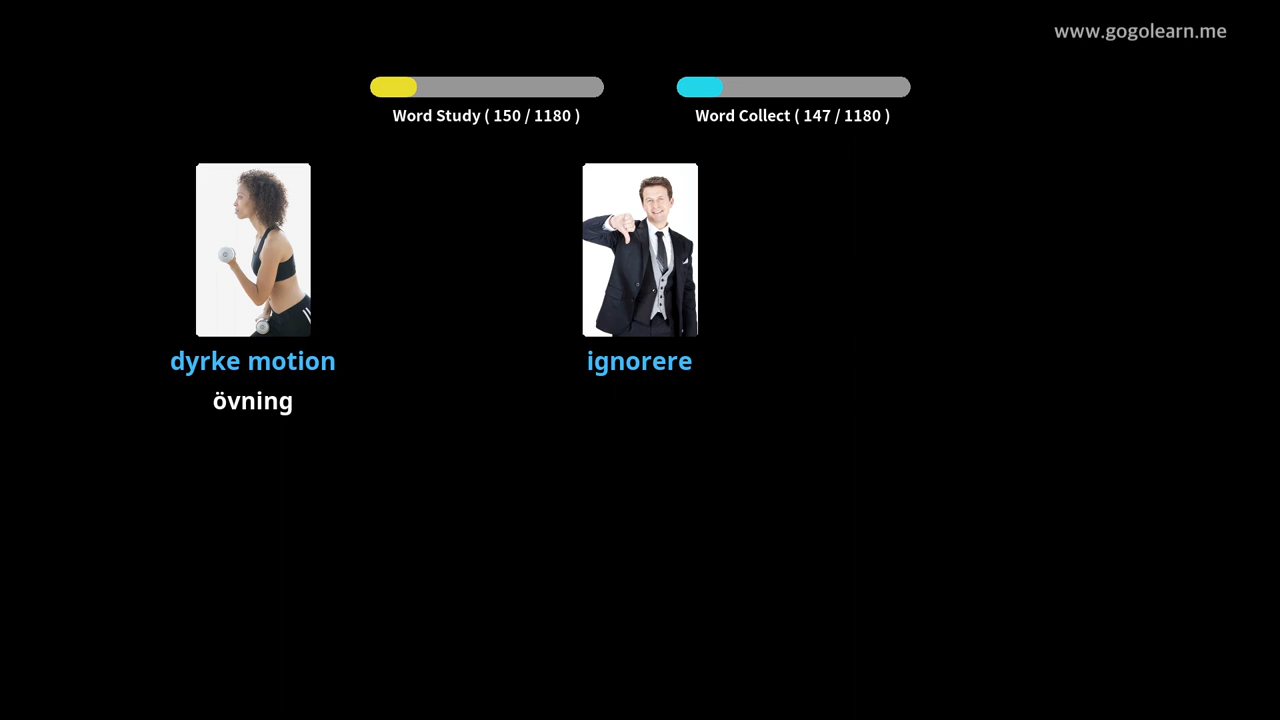 www.gogolearn.me
Word Study ( 150 / 1180 )
Word Collect ( 147 / 1180 )
dyrke motion
ignorere
övning